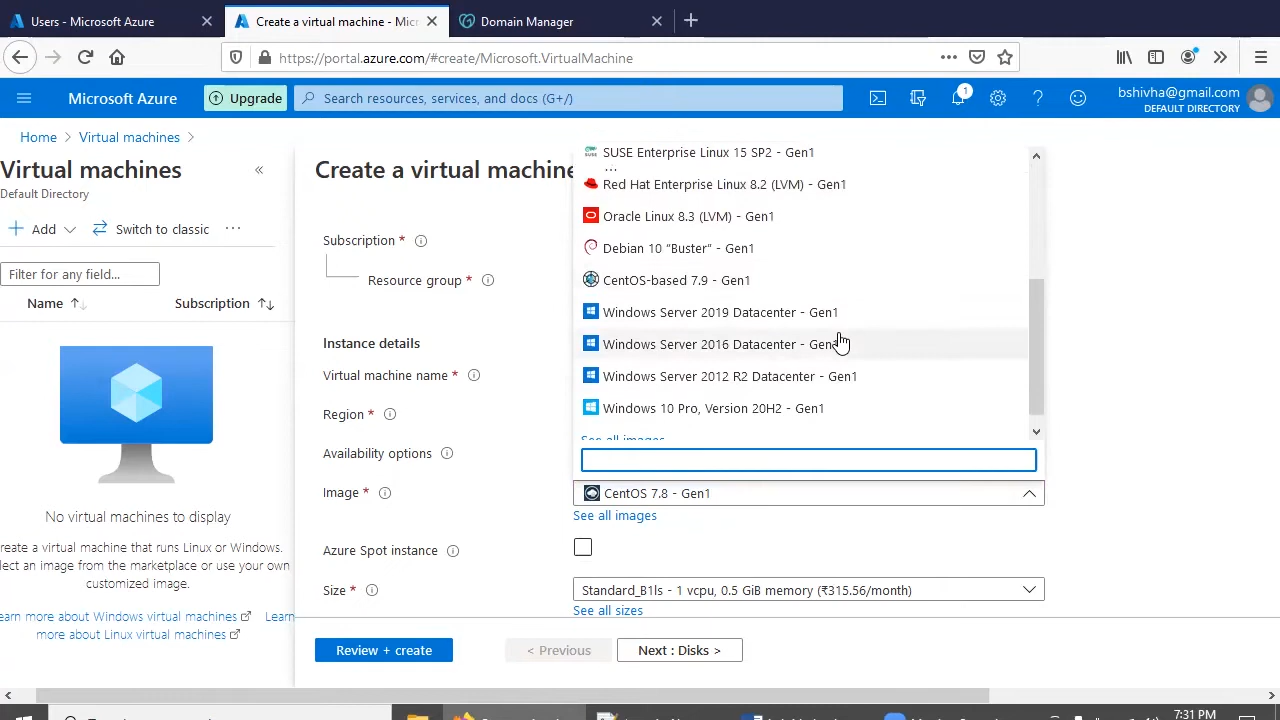 Users - Microsoft Azure
Create a virtual machine - Micr
Domain Manager
https://portal.azure.com/#create/Microsoft.VirtualMachine
Microsoft Azure
Upgrade
Search resources, services, and docs (G+/)
1
bshivha@gmail.com
DEFAULT DIRECTORY
Home > Virtual machines >
Virtual machines
Default Directory
Add
Switch to classic
Filter for any field...
Name
Subscription
No virtual machines to display
reate a virtual machine that runs Linux or Windows.
lect an image from the marketplace or use your own
customized image.
earn more about Windows virtual machines
Learn
more about Linux virtual machines
Create a virtual machine
Subscription *
Resource group *
Instance details
Virtual machine name *
Region *
Availability options
Image *
SUSE Enterprise Linux 15 SP2 - Gen1
Red Hat Enterprise Linux 8.2 (LVM) - Gen1
Oracle Linux 8.3 (LVM) - Gen1
Debian 10 "Buster" - Gen1
CentOS-based 7.9 - Gen1
Windows Server 2019 Datacenter - Gen1
Windows Server 2016 Datacenter - Gen1
Windows Server 2012 R2 Datacenter - Gen1
Windows 10 Pro, Version 20H2 - Gen1
See all images
CentOS 7.8 - Gen1
See all images
Azure Spot instance
Size *
Standard_B1ls - 1 vcpu, 0.5 GiB memory (₹315.56/month)
See all sizes
Review + create
< Previous
Next : Disks >
7:31 PM